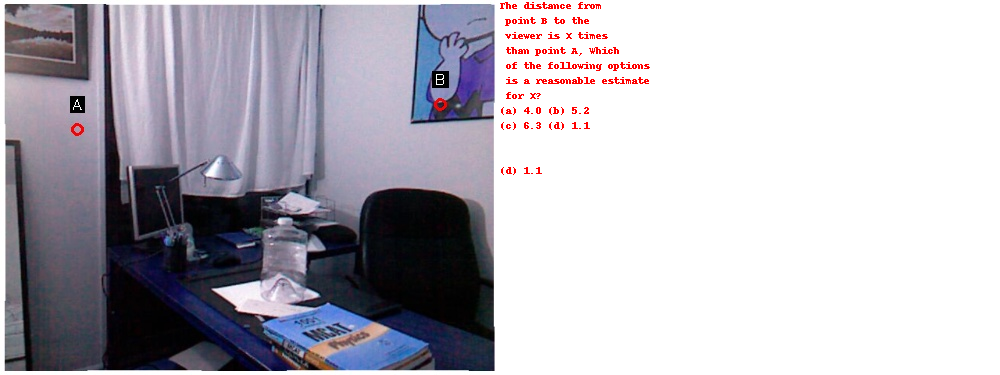 A
B
1001
MCAT
Physics
The distance from
point B to the
viewer is X times
than point A, Which
of the following options
is a reasonable estimate
for X?
(a) 4.0 (b) 5.2
(c) 6.3 (d) 1.1
(d) 1.1